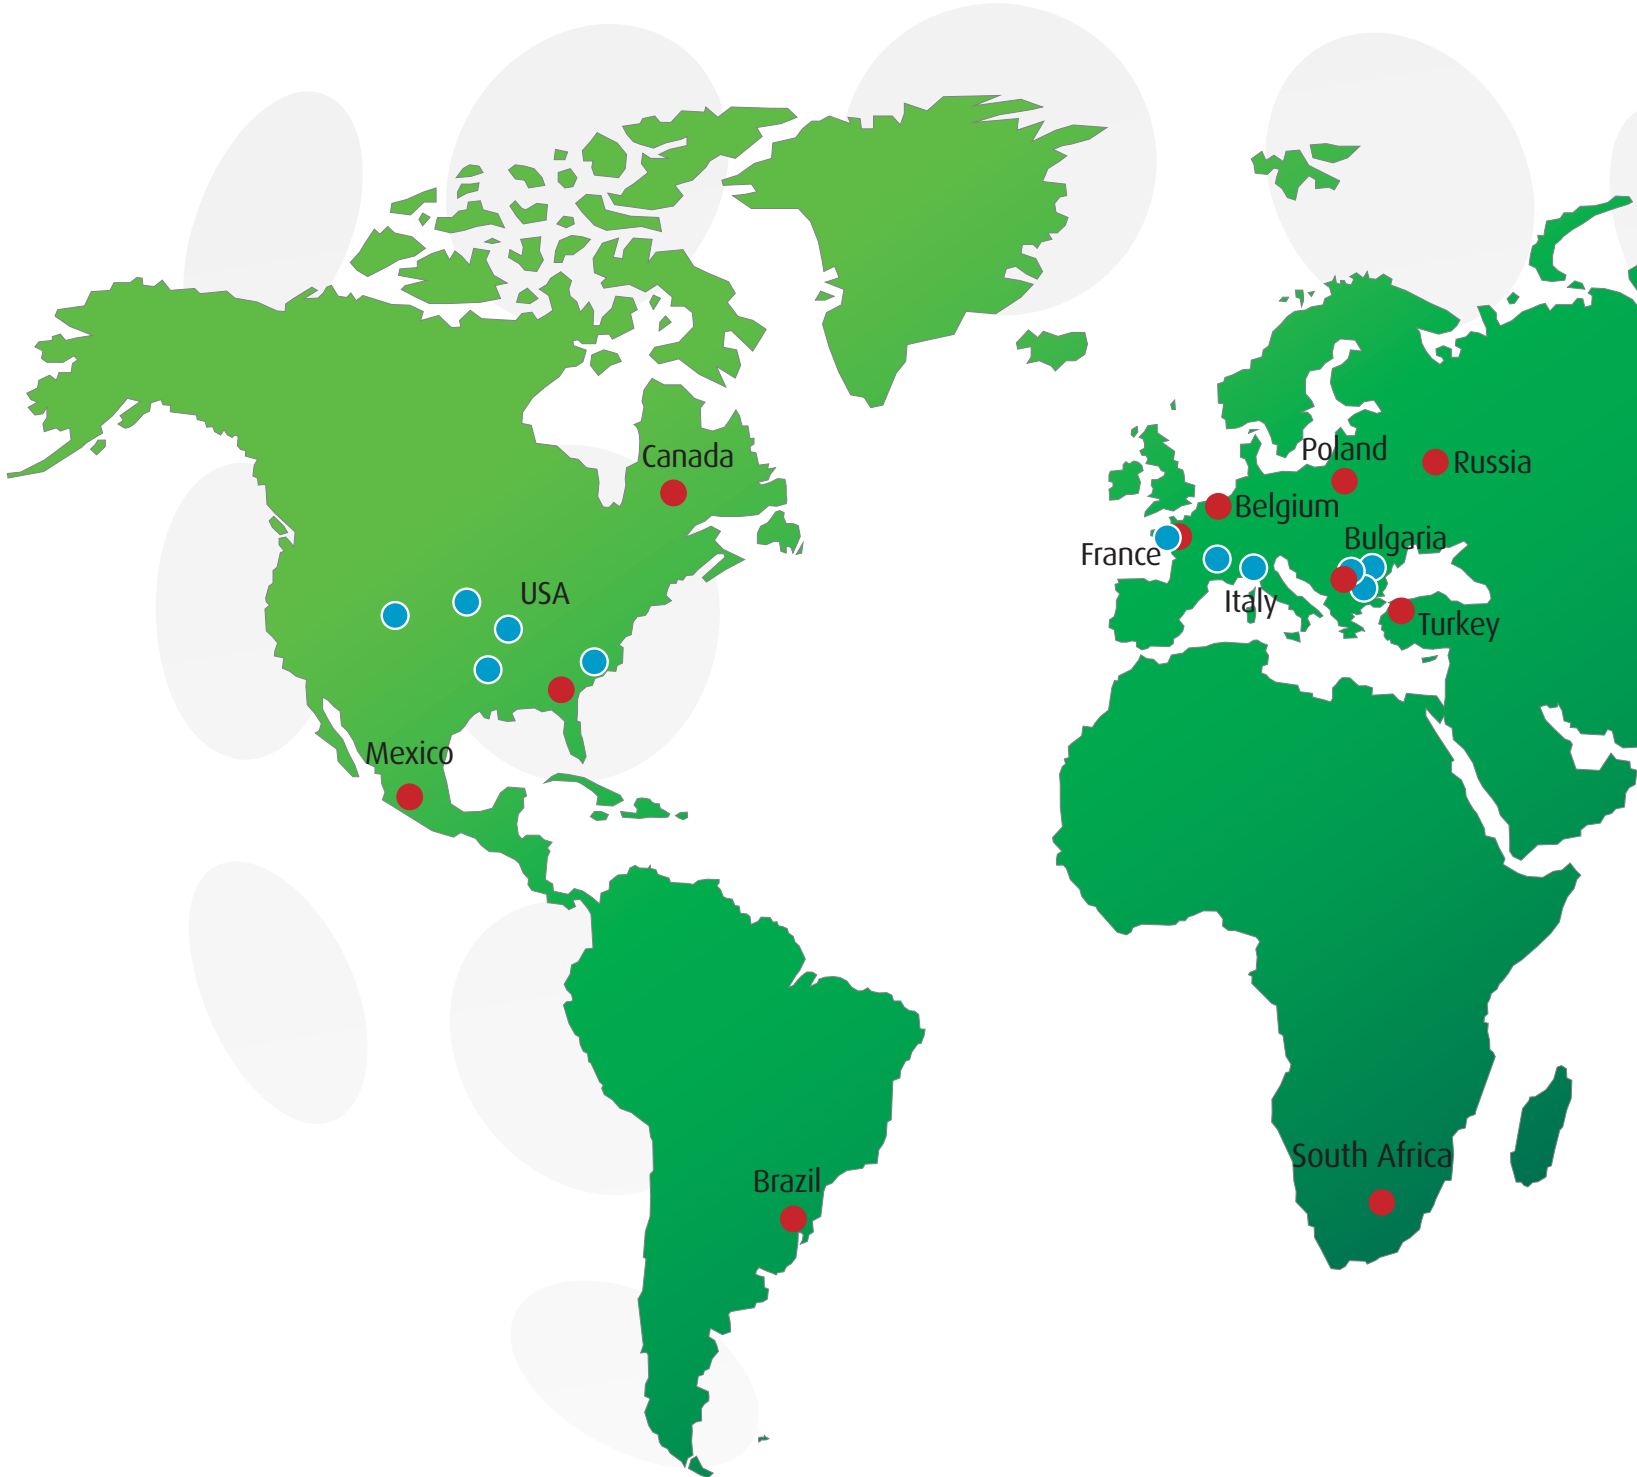 Canada
Poland
Russia
Belgium
Bulgaria
France
USA
Italy
Turkey
Mexico
South Africa
Brazil